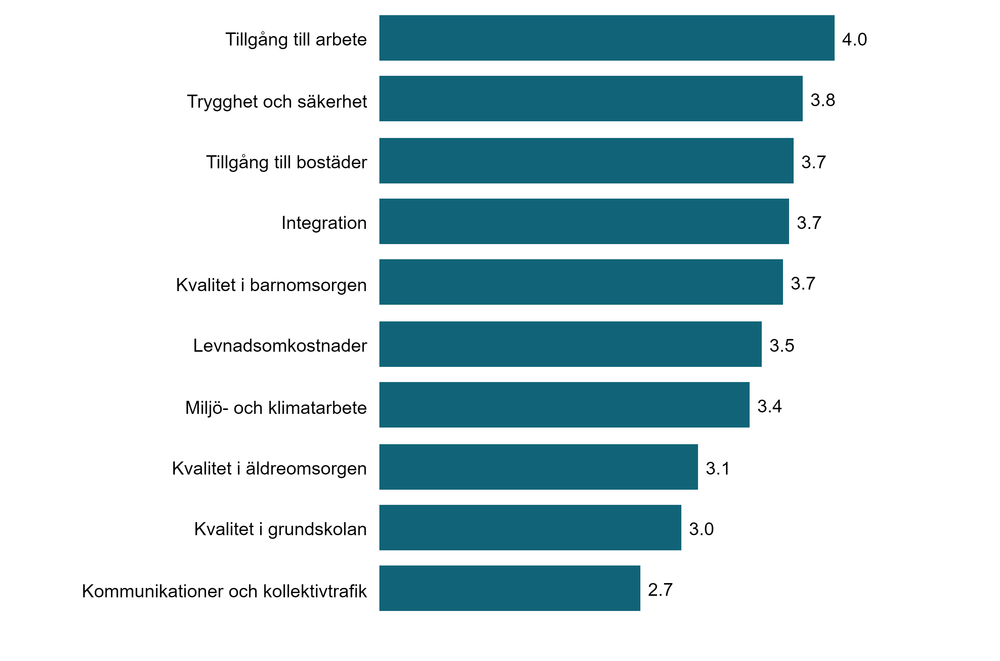 Tillgång till arbete 4.0
Trygghet och säkerhet 3.8
Tillgång till bostäder 3.7
Integration 3.7
Kvalitet i barnomsorgen 3.7
Levnadsomkostnader 3.5
Miljö- och klimatarbete 3.4
Kvalitet i äldreomsorgen 3.1
Kvalitet i grundskolan 3.0
Kommunikationer och kollektivtrafik 2.7